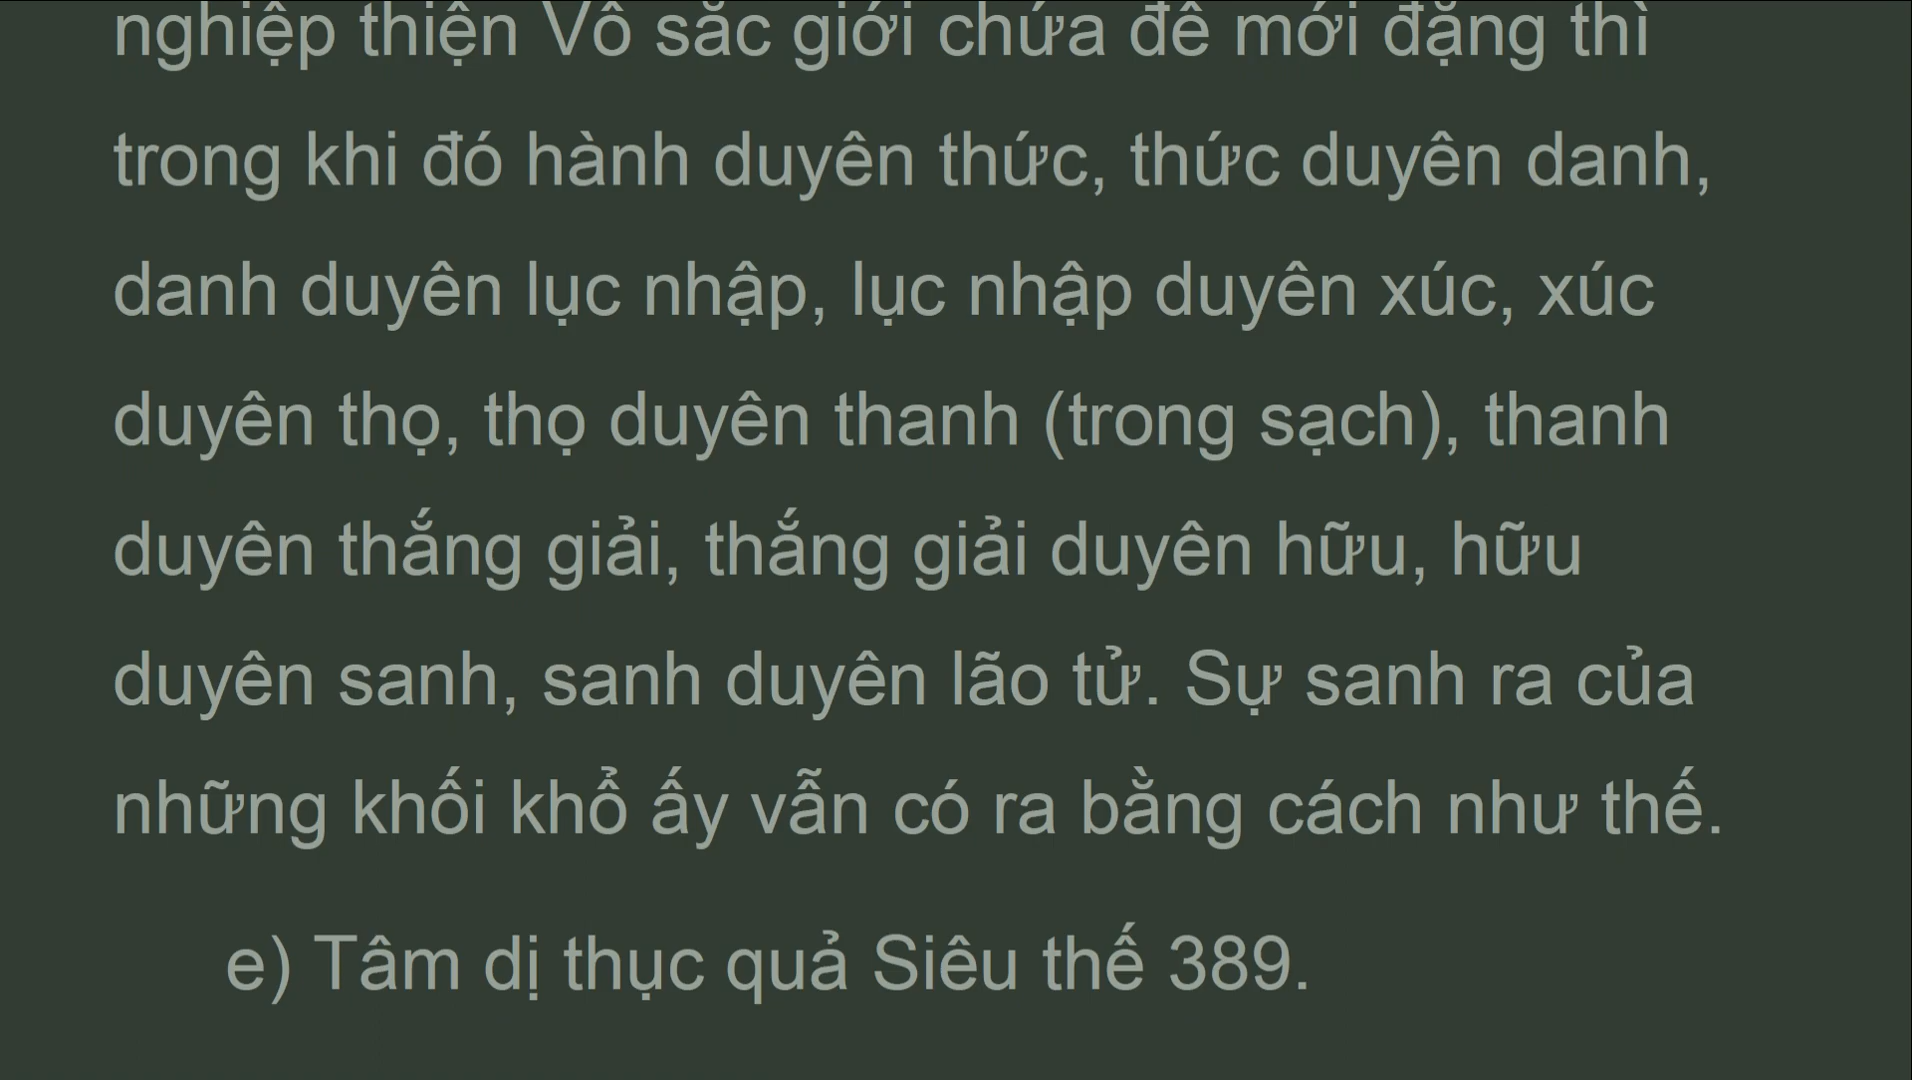 nghiệp thiện Vô sắc giới chứa để mới đặng thì
trong khi đó hành duyên thức, thức duyên danh,
danh duyên lục nhập, lục nhập duyên xúc, xúc
duyên thọ, thọ duyên thanh (trong sạch), thanh
duyên thắng giải, thắng giải duyên hữu, hữu
duyên sanh, sanh duyên lão tử. Sự sanh ra của
những khối khổ ấy vẫn có ra bằng cách như thế.
e) Tâm dị thục quả Siêu thế 389.